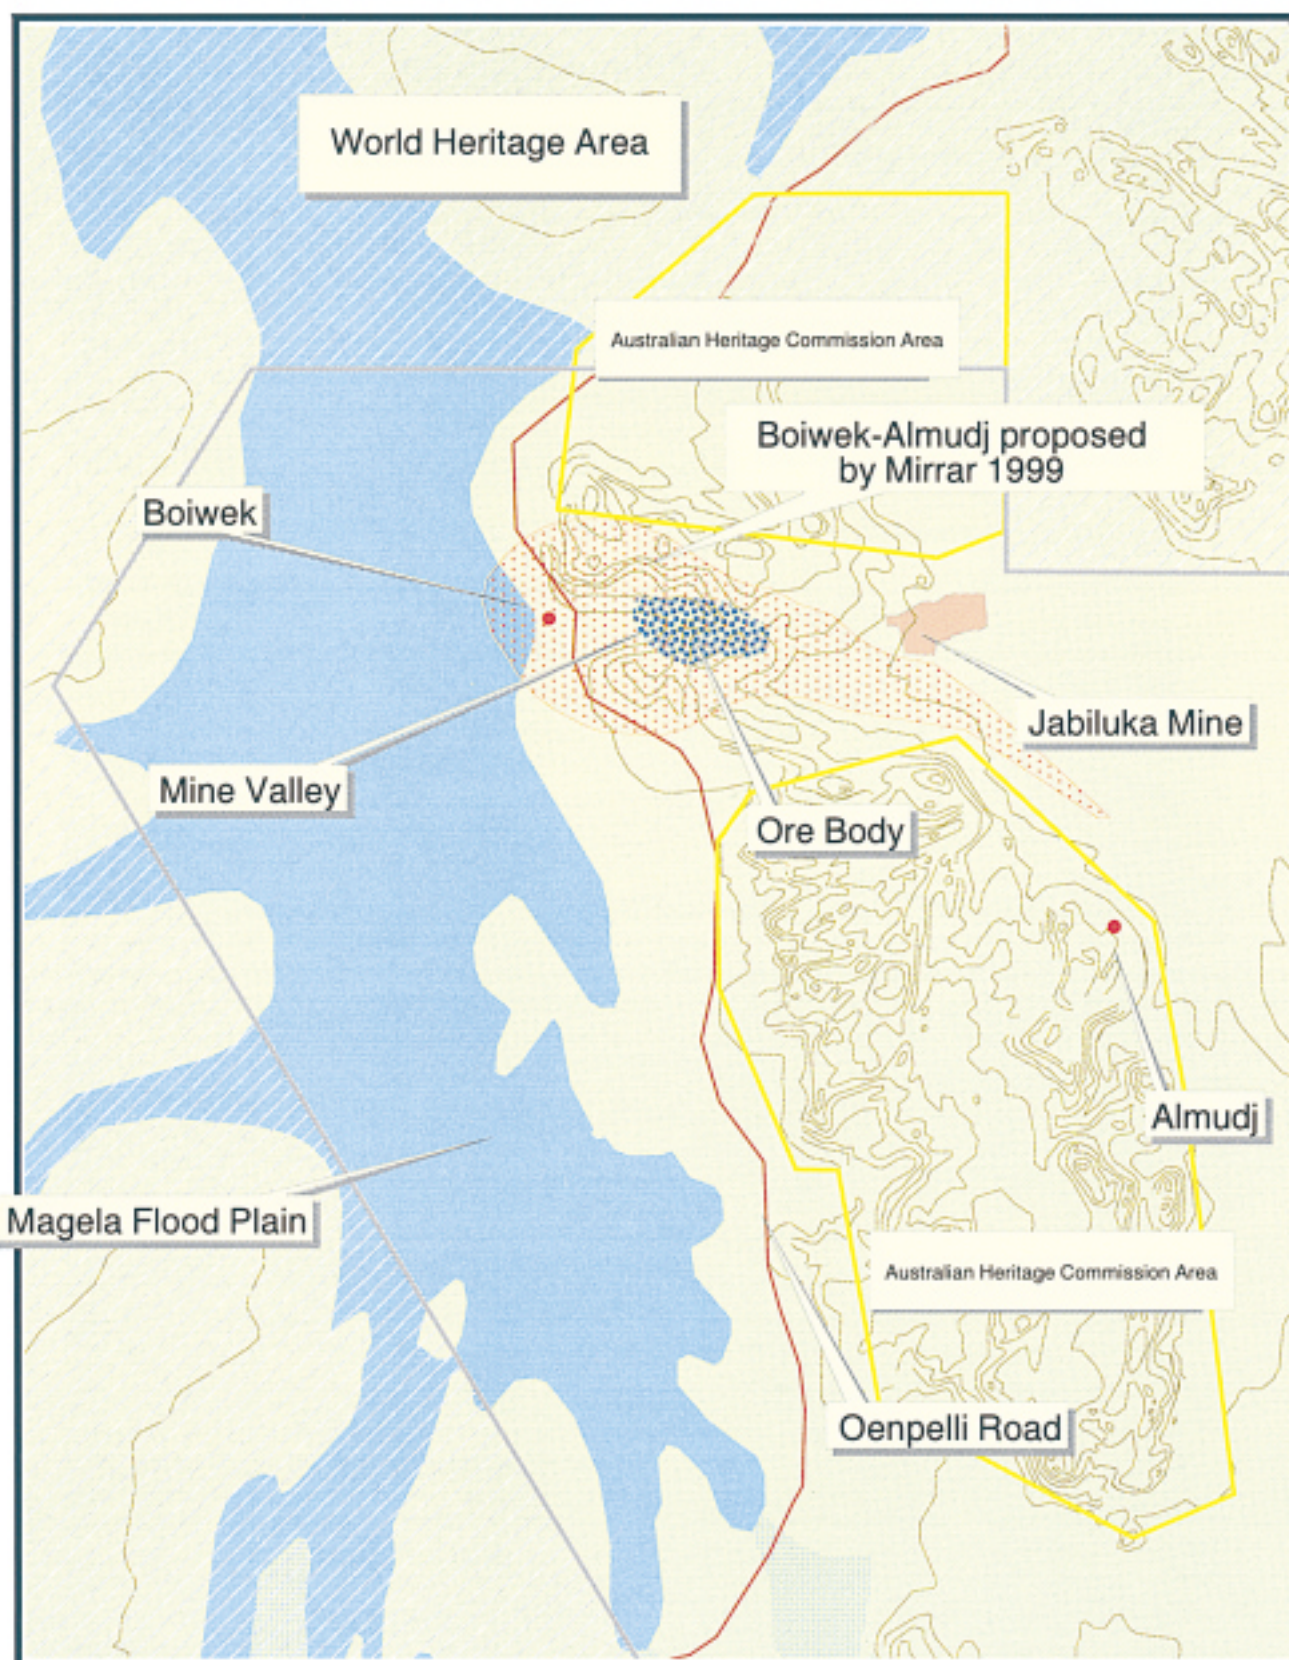 World Heritage Area
Australian Heritage Commission Area
Boiwek-Almudj proposed
by Mirrar 1999
Boiwek
Jabiluka Mine
Mine Valley
Ore Body
Almudj
Magela Flood Plain
Australian Heritage Commission Area
Oenpelli Road